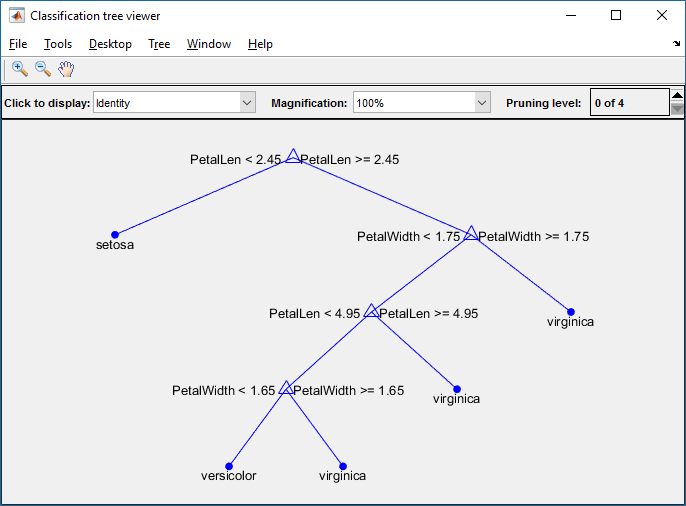 Classification tree viewer
File Tools Desktop Tree Window Help
Click to display: Identity Magnification: 100% Pruning level: 0 of 4
PetalLen < 2.45 PetalLen >= 2.45
setosa
PetalWidth < 1.75 PetalWidth >= 1.75
PetalLen < 4.95 PetalLen >= 4.95
virginica
PetalWidth < 1.65 PetalWidth >= 1.65
virginica
versicolor
virginica